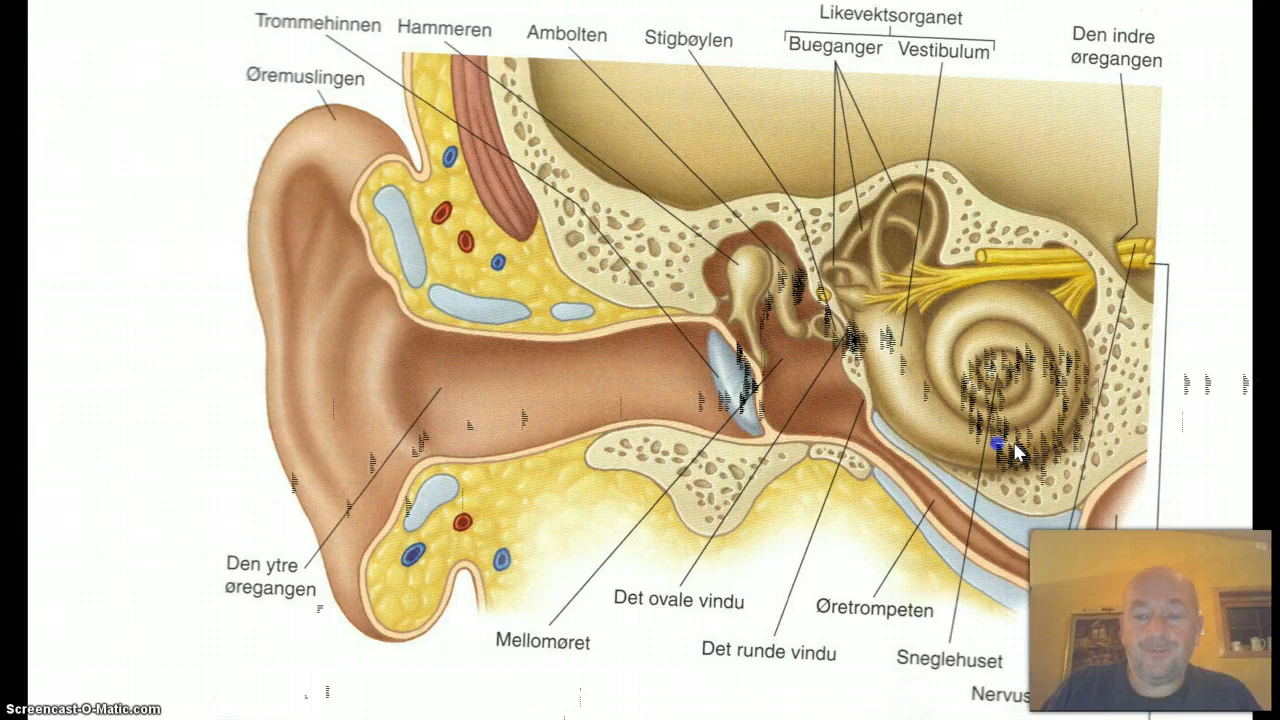 Trommehinnen
Hammeren
Ambolten
Stigbøylen
Likevektsorganet
Bueganger
Vestibulum
Den indre
øregangen
Øremuslingen
Den ytre
øregangen
Mellomøret
Det ovale vindu
Det runde vindu
Øretrompeten
Sneglehuset
Nervus
Screencast-O-Matic.com